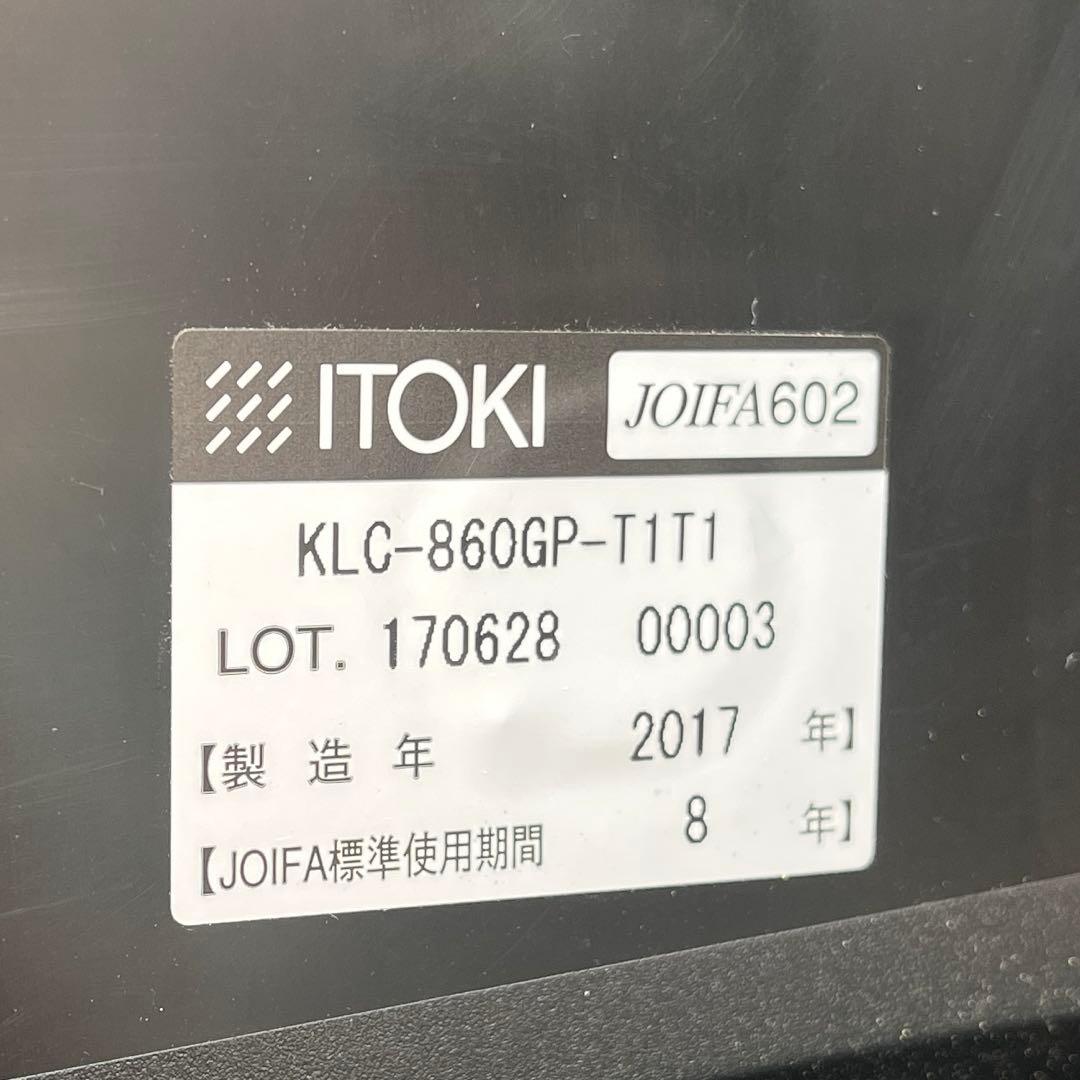 ITOKI JOIFA602
KLC-860GP-T1T1
LOT. 170628 00003
【製 造 年 2017 年】
【JOIFA標準使用期間 8 年】